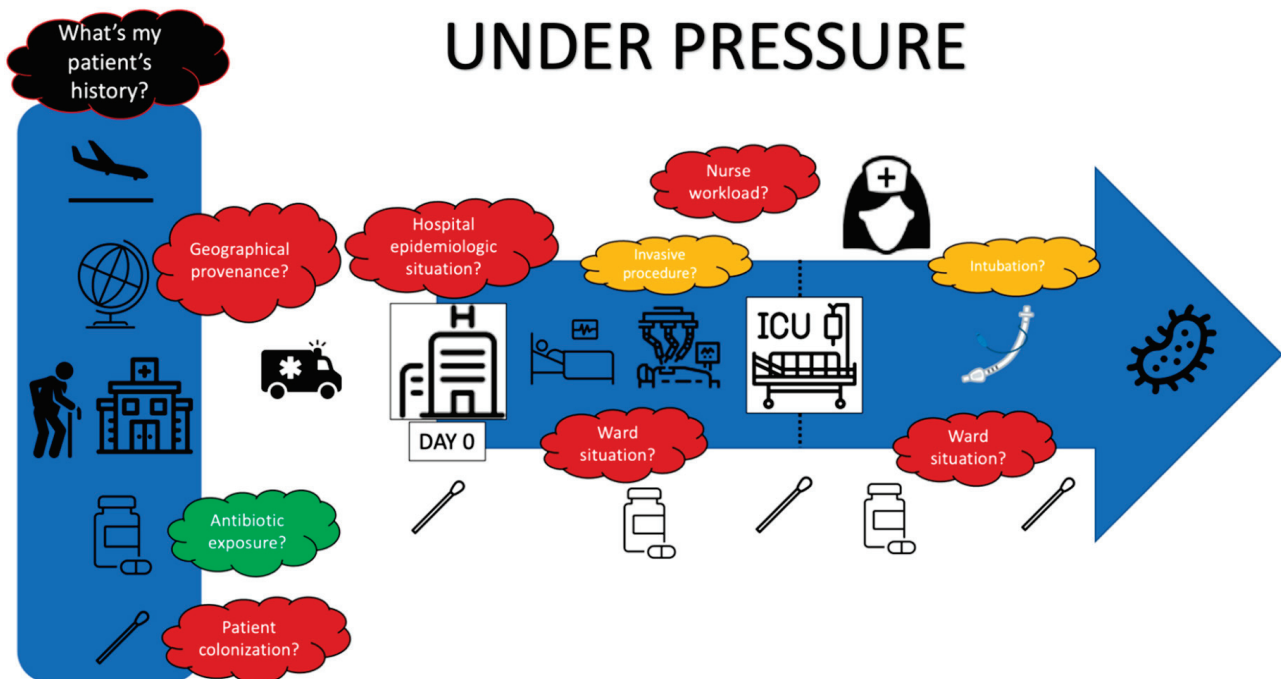 UNDER PRESSURE
What's my
patient's
history?
Nurse
workload?
Geographical
provenance?
Hospital
epidemiologic
situation?
Invasive
procedure?
Intubation?
H
ICU
DAY 0
Ward
situation?
Ward
situation?
Antibiotic
exposure?
Patient
colonization?